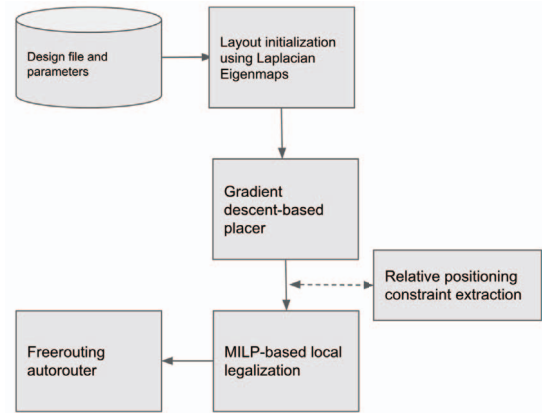 Design file and
parameters
Layout initialization
using Laplacian
Eigenmaps
Gradient
descent-based
placer
Relative positioning
constraint extraction
Freerouting
autorouter
MILP-based local
legalization